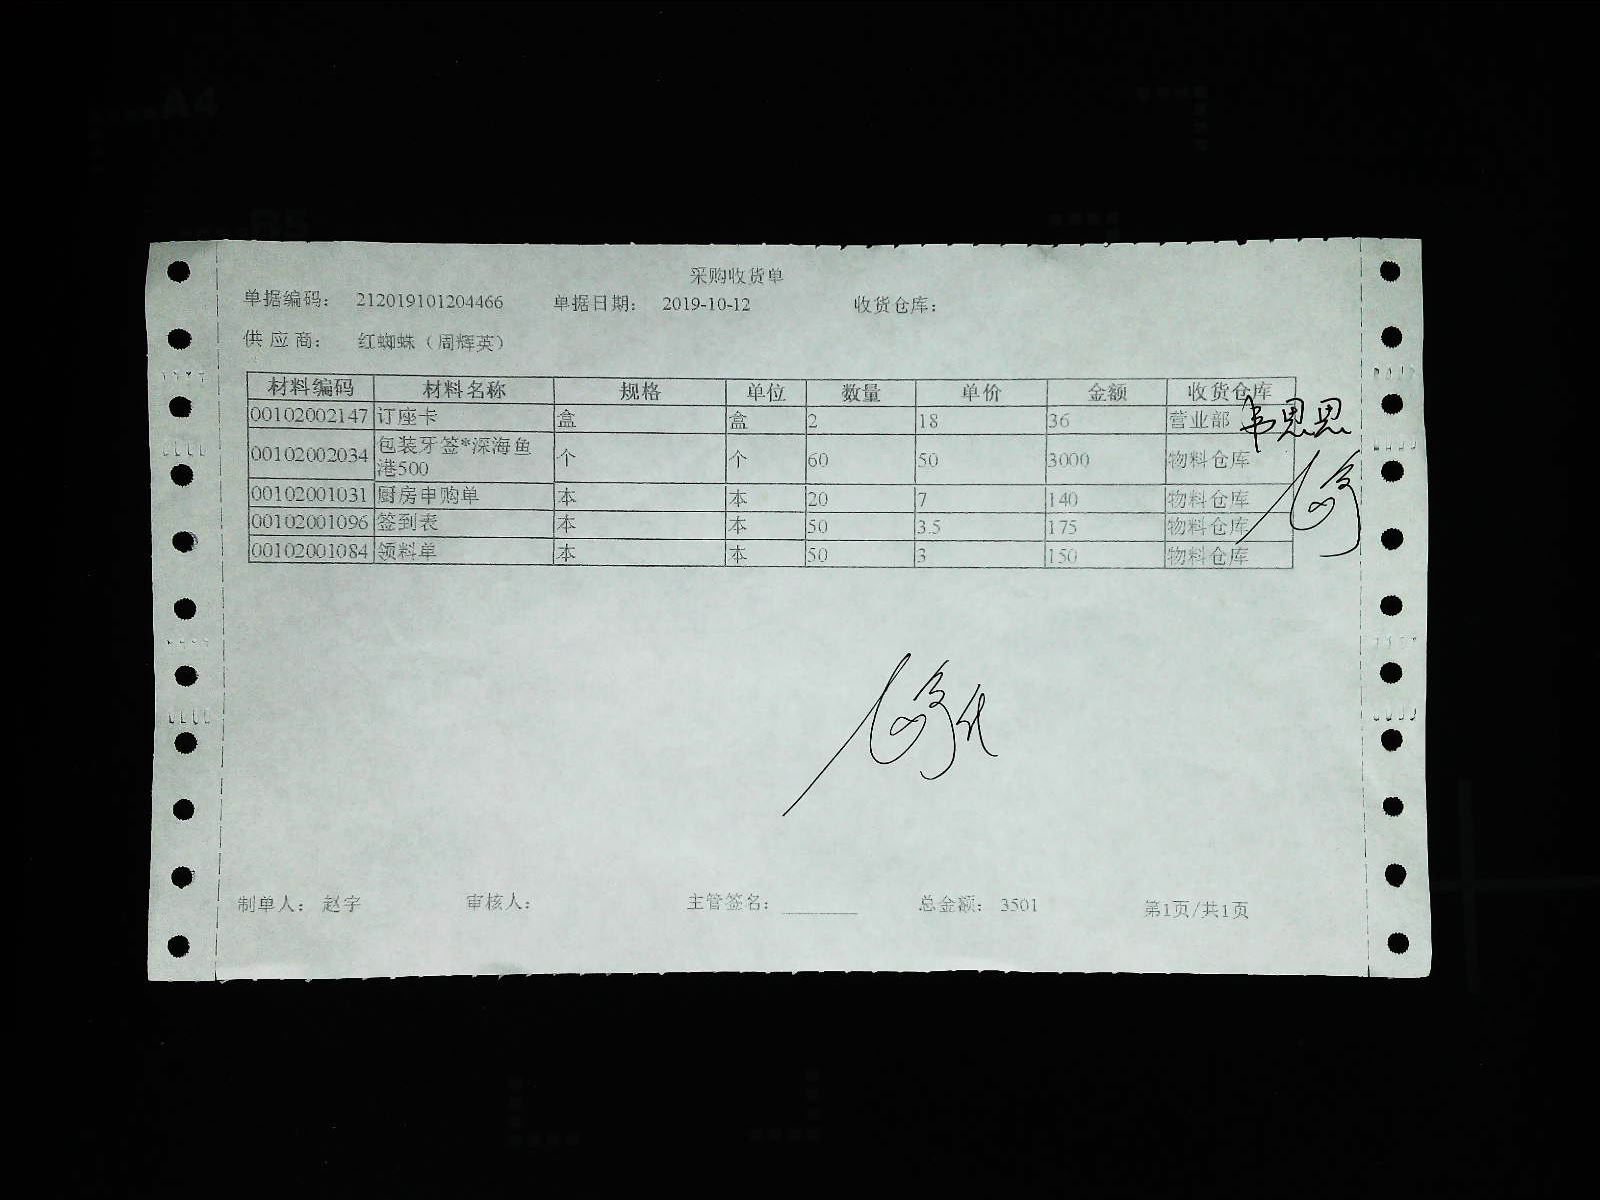 采购收货单
单据编码： 212019101204466 单据日期： 2019-10-12 收货仓库：
供应商： 红蜘蛛（周辉英）
材料编码 材料名称 规格 单位 数量 单价 金额 收货仓库
00102002147 订座卡 盒 盒 2 18 36 营业部 韦思思
00102002034 包装牙签*深海鱼港500 个 个 60 50 3000 物料仓库
00102001031 厨房申购单 本 本 20 7 140 物料仓库
00102001096 签到表 本 本 50 3.5 175 物料仓库
00102001084 领料单 本 本 50 3 150 物料仓库
制单人： 赵宇 审核人： 主管签名： 总金额： 3501 第1页/共1页